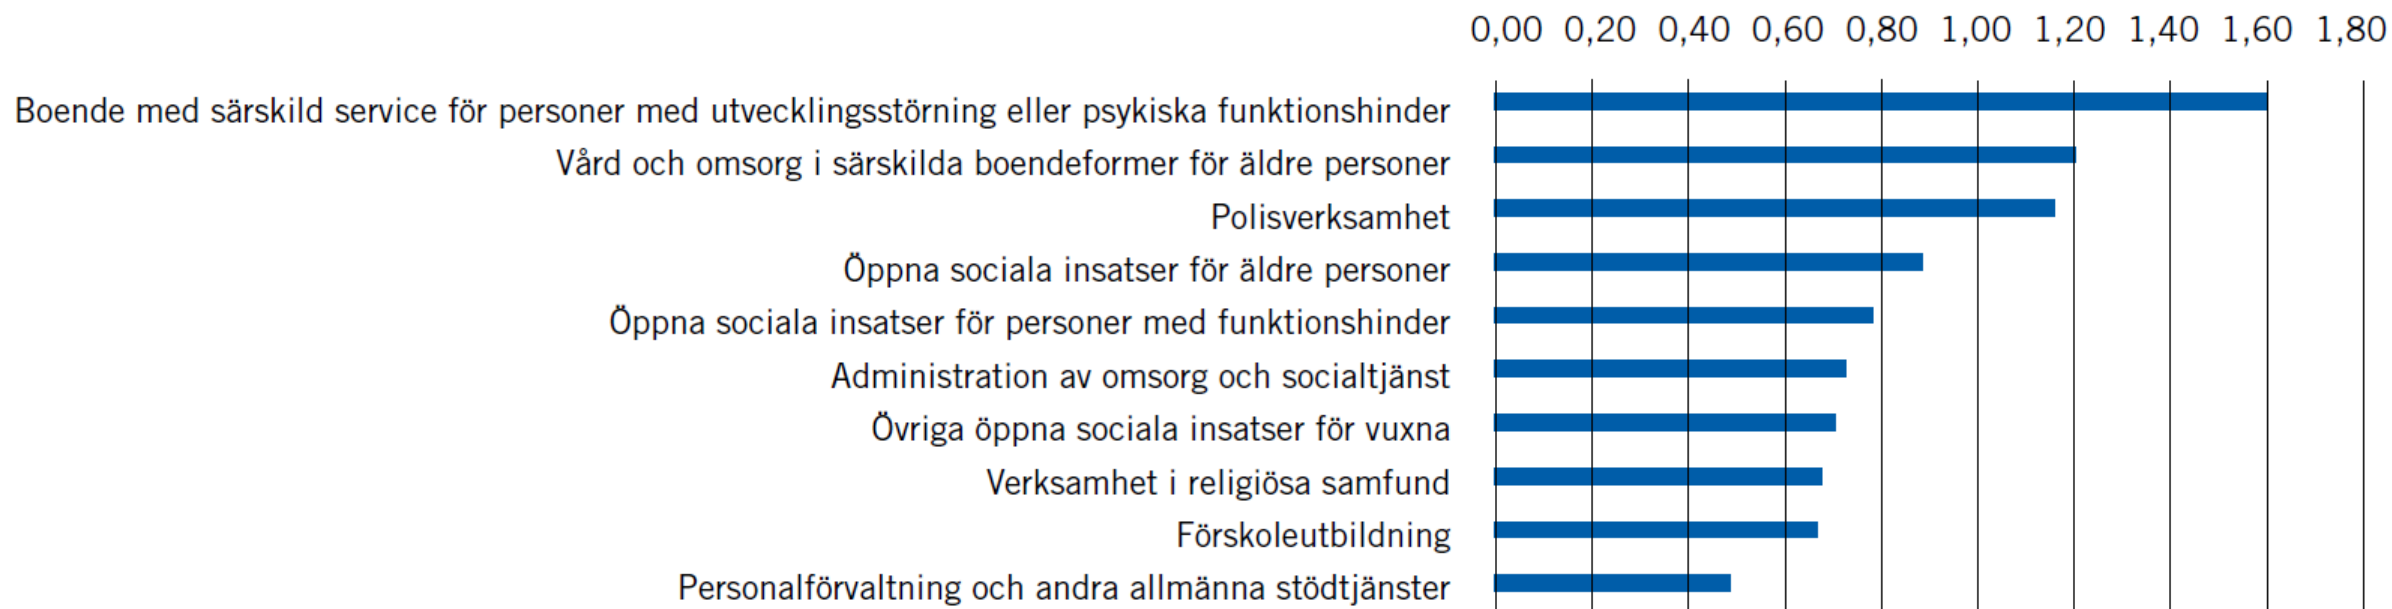 0,00 0,20 0,40 0,60 0,80 1,00 1,20 1,40 1,60 1,80
Boende med särskild service för personer med utvecklingsstörning eller psykiska funktionshinder
Vård och omsorg i särskilda boendeformer för äldre personer
Polisverksamhet
Öppna sociala insatser för äldre personer
Öppna sociala insatser för personer med funktionshinder
Administration av omsorg och socialtjänst
Övriga öppna sociala insatser för vuxna
Verksamhet i religiösa samfund
Förskoleutbildning
Personalförvaltning och andra allmänna stödtjänster